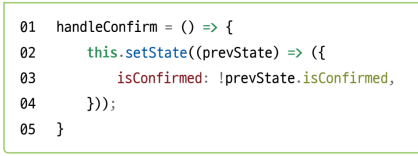 01 handleConfirm = () => {
02     this.setState((prevState) => ({
03         isConfirmed: !prevState.isConfirmed,
04     }));
05 }